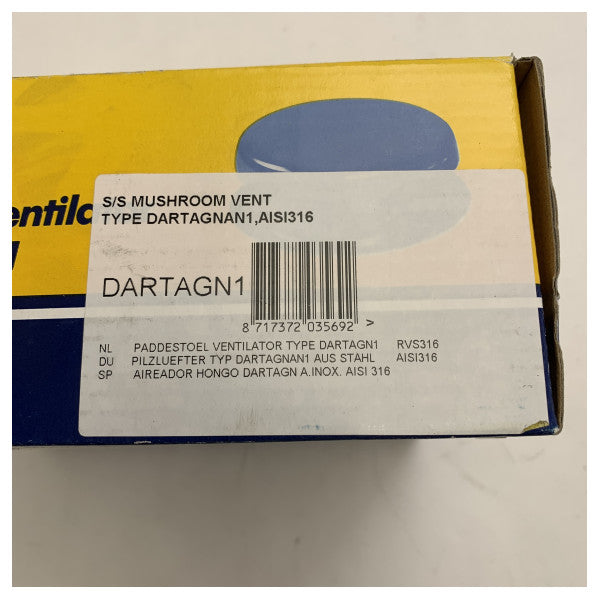 entila
S/S MUSHROOM VENT
TYPE DARTAGNAN1,AISI316
DARTAGN1
8 717372 035692 >
NL PADDESTOEL VENTILATOR TYPE DARTAGN1 RVS316
DU PILZLUEFTER TYP DARTAGNAN1 AUS STAHL AISI316
SP AIREADOR HONGO DARTAGN A.INOX. AISI 316